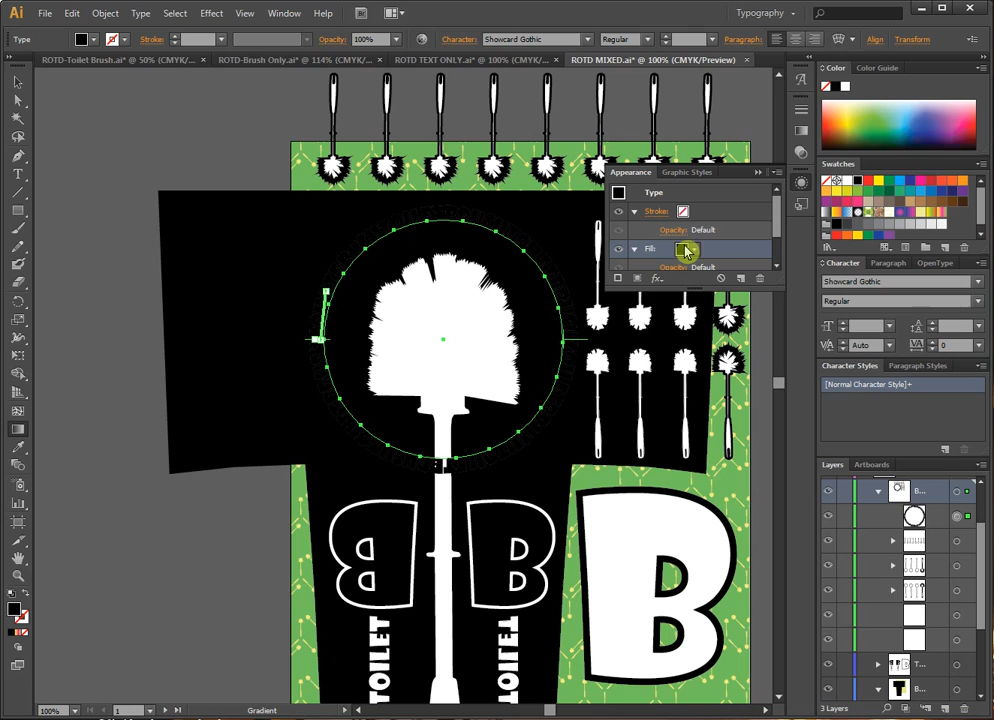 Ai File Edit Object Type Select Effect View Window Help Br Typography
Type Stroke: Opacity: 100% Character: Showcard Gothic Regular Paragraph: Align Transform
ROTD-Toilet Brush.ai* @ 50% (CMYK/... × ROTD-Brush Only.ai* @ 114% (CMYK/... × ROTD TEXT ONLY.ai* @ 100% (CMYK/... × ROTD MIXED.ai* @ 100% (CMYK/Preview) ×
Color Color Guide
Swatches
Appearance Graphic Styles
Type
Stroke:
Opacity: Default
Fill:
Opacity: Default
fx
Character Paragraph OpenType
Showcard Gothic
Regular
Auto 0
Character Styles Paragraph Styles
[Normal Character Style]+
Layers Artboards
B...
T...
B...
3 Layers
B B B
TOILET TOILET
100% 1 Gradient